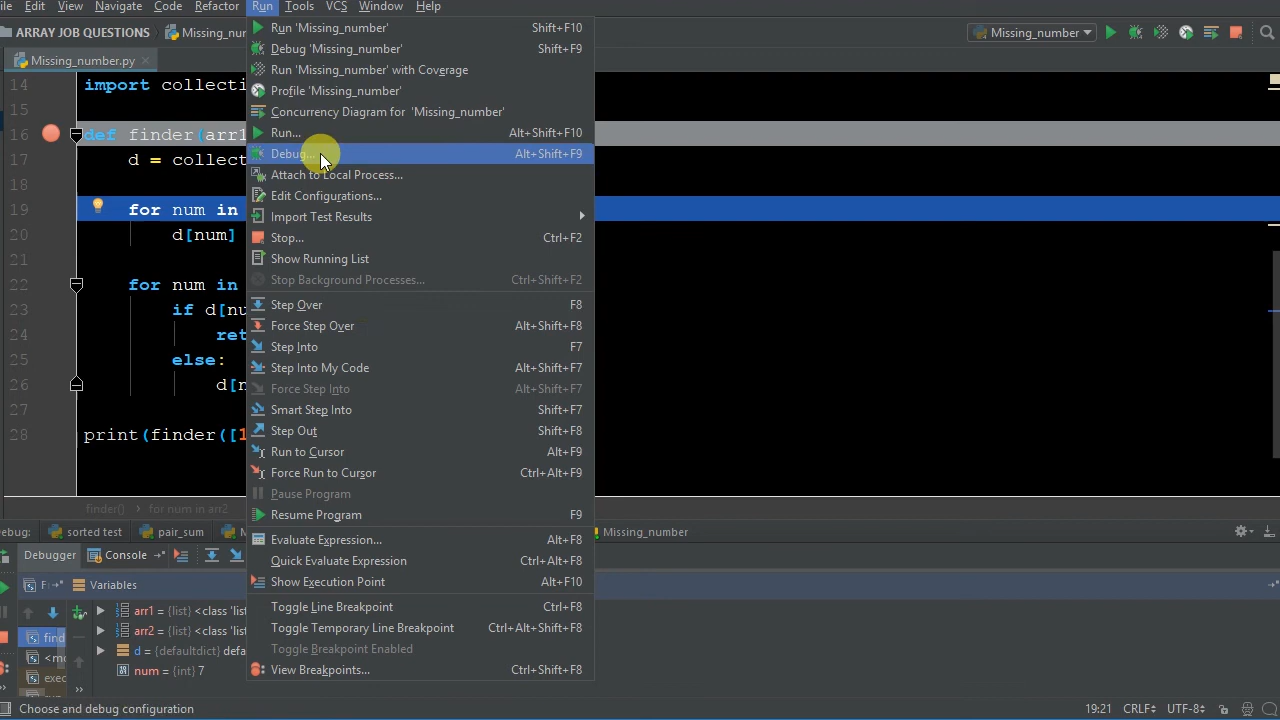 ile Edit View Navigate Code Refactor Run Tools VCS Window Help
ARRAY JOB QUESTIONS Missing_nur Missing_number
Missing_number.py
Run 'Missing_number' Shift+F10
Debug 'Missing_number' Shift+F9
Run 'Missing_number' with Coverage
Profile 'Missing_number'
Concurrency Diagram for 'Missing_number'
Run... Alt+Shift+F10
Debug... Alt+Shift+F9
Attach to Local Process...
Edit Configurations...
Import Test Results
Stop... Ctrl+F2
Show Running List
Stop Background Processes... Ctrl+Shift+F2
Step Over F8
Force Step Over Alt+Shift+F8
Step Into F7
Step Into My Code Alt+Shift+F7
Force Step Into Alt+Shift+F7
Smart Step Into Shift+F7
Step Out Shift+F8
Run to Cursor Alt+F9
Force Run to Cursor Ctrl+Alt+F9
Pause Program
Resume Program F9
Evaluate Expression... Alt+F8
Quick Evaluate Expression Ctrl+Alt+F8
Show Execution Point Alt+F10
Toggle Line Breakpoint Ctrl+F8
Toggle Temporary Line Breakpoint Ctrl+Alt+Shift+F8
Toggle Breakpoint Enabled
View Breakpoints... Ctrl+Shift+F8
14 import collecti
15
16 def finder(arr1
17 d = collect
18
19 for num in
20 d[num]
21
22 for num in
23 if d[nu
24 ret
25 else:
26 d[n
27
28 print(finder([1
finder() › for num in arr2
ebug: sorted test pair_sum M Missing_number
Debugger Console
F Variables
arr1 = {list} <class 'list
arr2 = {list} <class 'list
d = {defaultdict} defa
num = {int} 7
find
<mo
exec
Choose and debug configuration 19:21 CRLF UTF-8